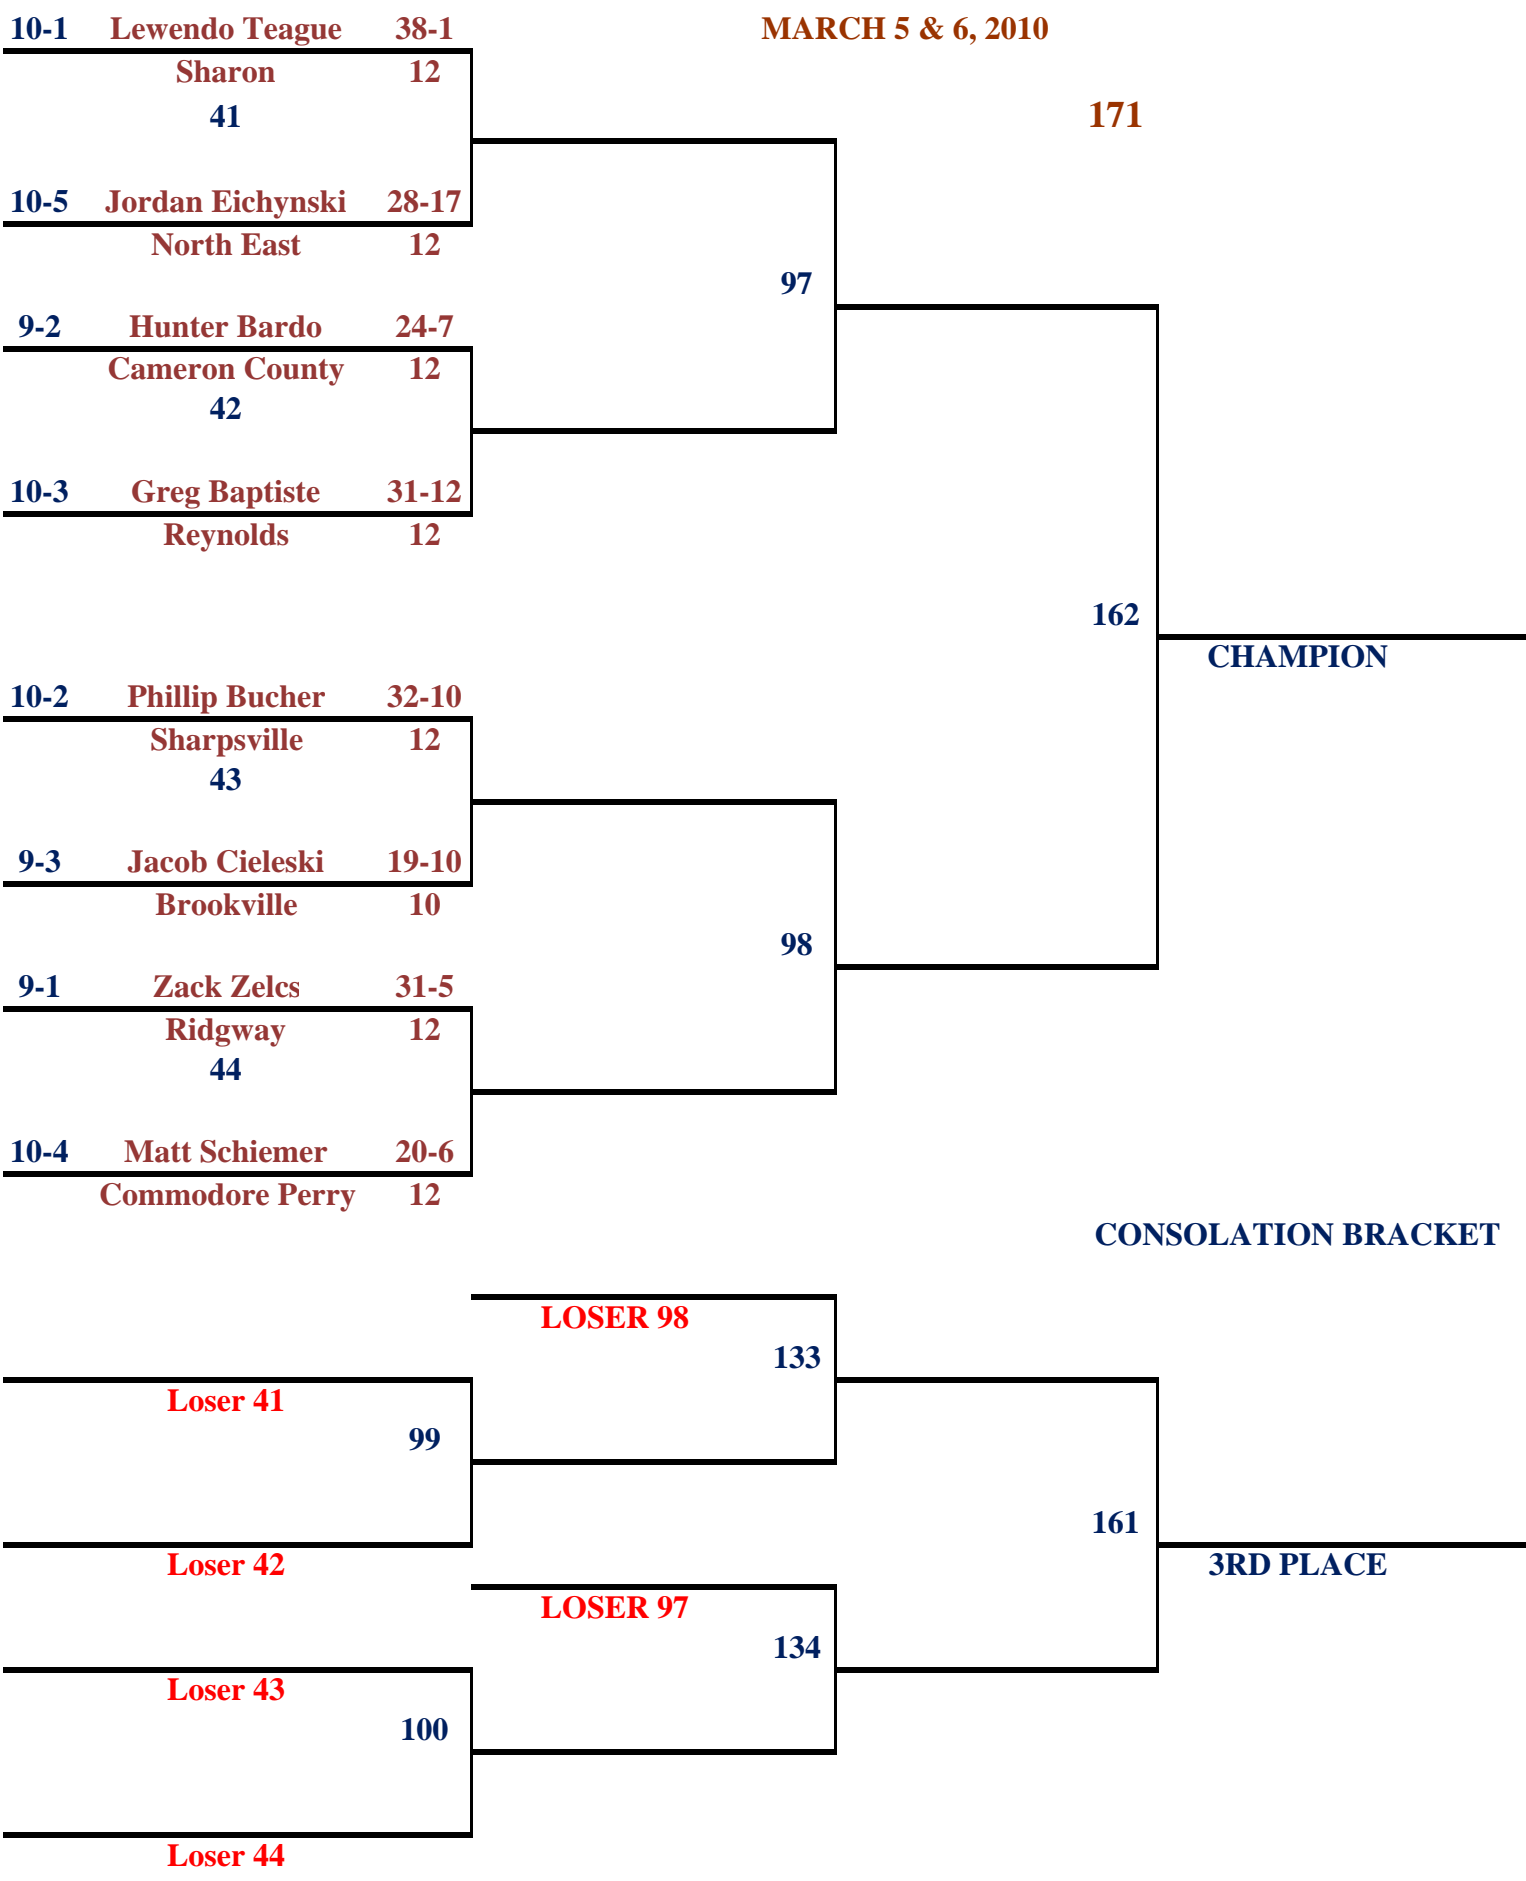 10-1 Lewendo Teague 38-1 MARCH 5 & 6, 2010
Sharon 12
41 171
10-5 Jordan Eichynski 28-17
North East 12
97
9-2 Hunter Bardo 24-7
Cameron County 12
42
10-3 Greg Baptiste 31-12
Reynolds 12
162
CHAMPION
10-2 Phillip Bucher 32-10
Sharpsville 12
43
9-3 Jacob Cieleski 19-10
Brookville 10
98
9-1 Zack Zelcs 31-5
Ridgway 12
44
10-4 Matt Schiemer 20-6
Commodore Perry 12
CONSOLATION BRACKET
LOSER 98
133
Loser 41
99
161
Loser 42 3RD PLACE
LOSER 97
134
Loser 43
100
Loser 44